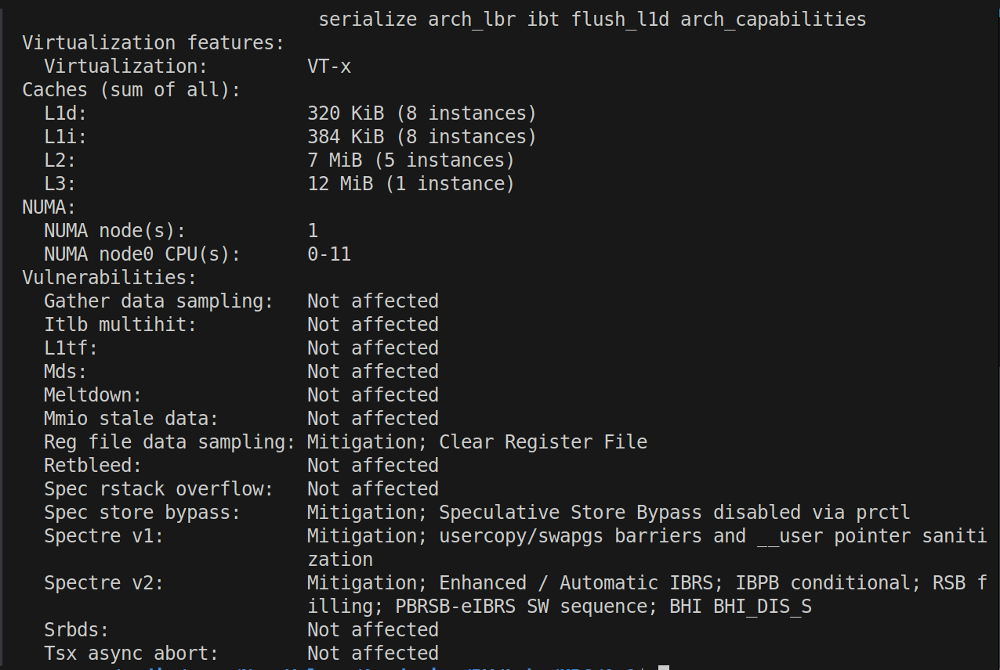 serialize arch_lbr ibt flush_l1d arch_capabilities
Virtualization features:
Virtualization: VT-x
Caches (sum of all):
L1d: 320 KiB (8 instances)
L1i: 384 KiB (8 instances)
L2: 7 MiB (5 instances)
L3: 12 MiB (1 instance)
NUMA:
NUMA node(s): 1
NUMA node0 CPU(s): 0-11
Vulnerabilities:
Gather data sampling: Not affected
Itlb multihit: Not affected
L1tf: Not affected
Mds: Not affected
Meltdown: Not affected
Mmio stale data: Not affected
Reg file data sampling: Mitigation; Clear Register File
Retbleed: Not affected
Spec rstack overflow: Not affected
Spec store bypass: Mitigation; Speculative Store Bypass disabled via prctl
Spectre v1: Mitigation; usercopy/swapgs barriers and __user pointer saniti
zation
Spectre v2: Mitigation; Enhanced / Automatic IBRS; IBPB conditional; RSB f
illing; PBRSB-eIBRS SW sequence; BHI BHI_DIS_S
Srbds: Not affected
Tsx async abort: Not affected